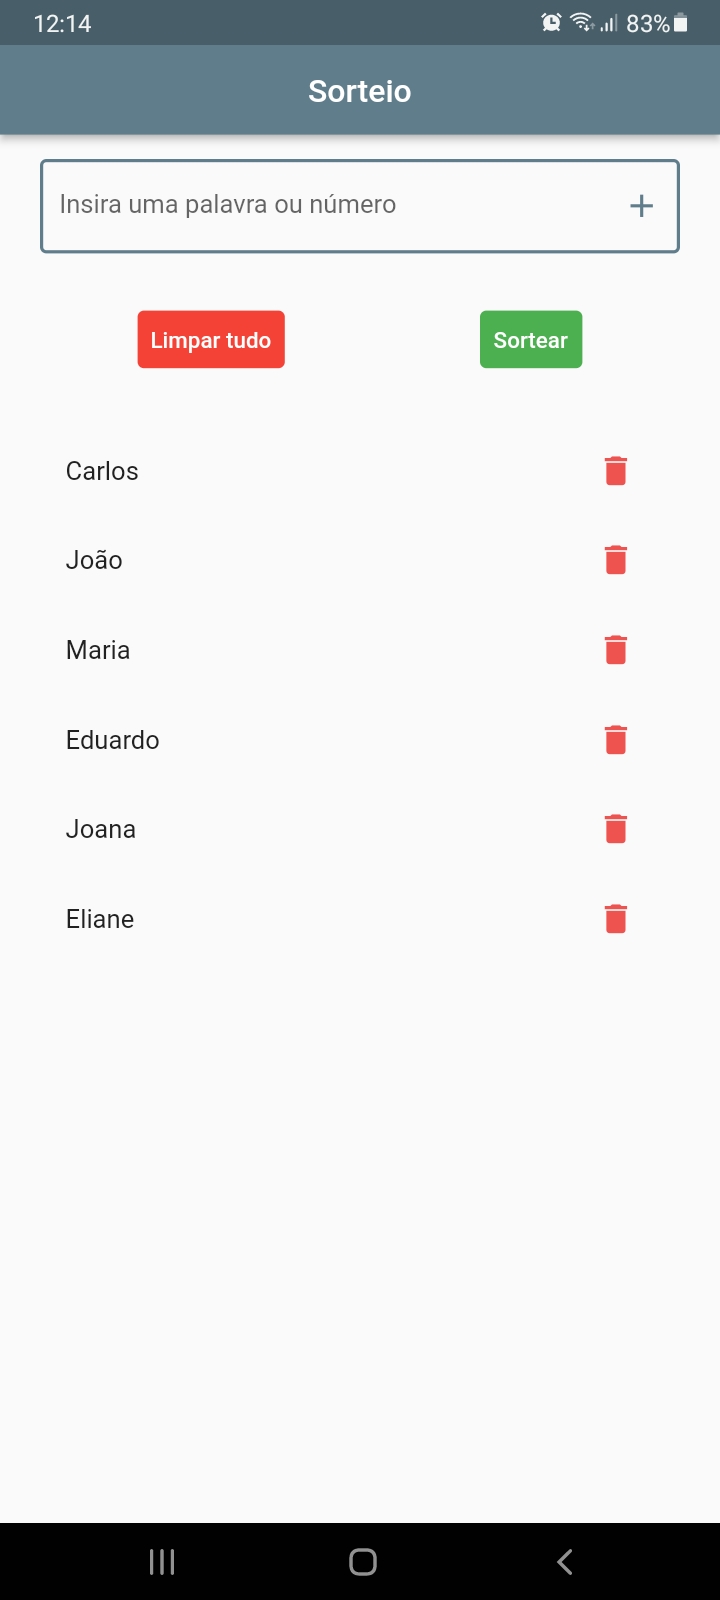 12:14 83%
Sorteio
Insira uma palavra ou número
Limpar tudo Sortear
Carlos
João
Maria
Eduardo
Joana
Eliane